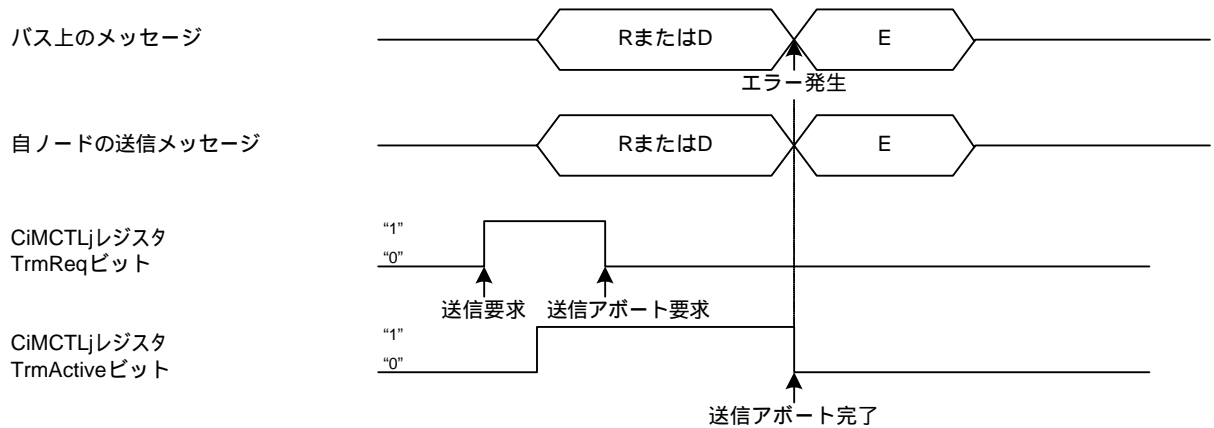 バス上のメッセージ
RまたはD
E
エラー発生
自ノードの送信メッセージ
RまたはD
E
CiMCTLjレジスタ
TrmReqビット
“1”
“0”
送信要求
送信アボート要求
CiMCTLjレジスタ
TrmActiveビット
“1”
“0”
送信アボート完了